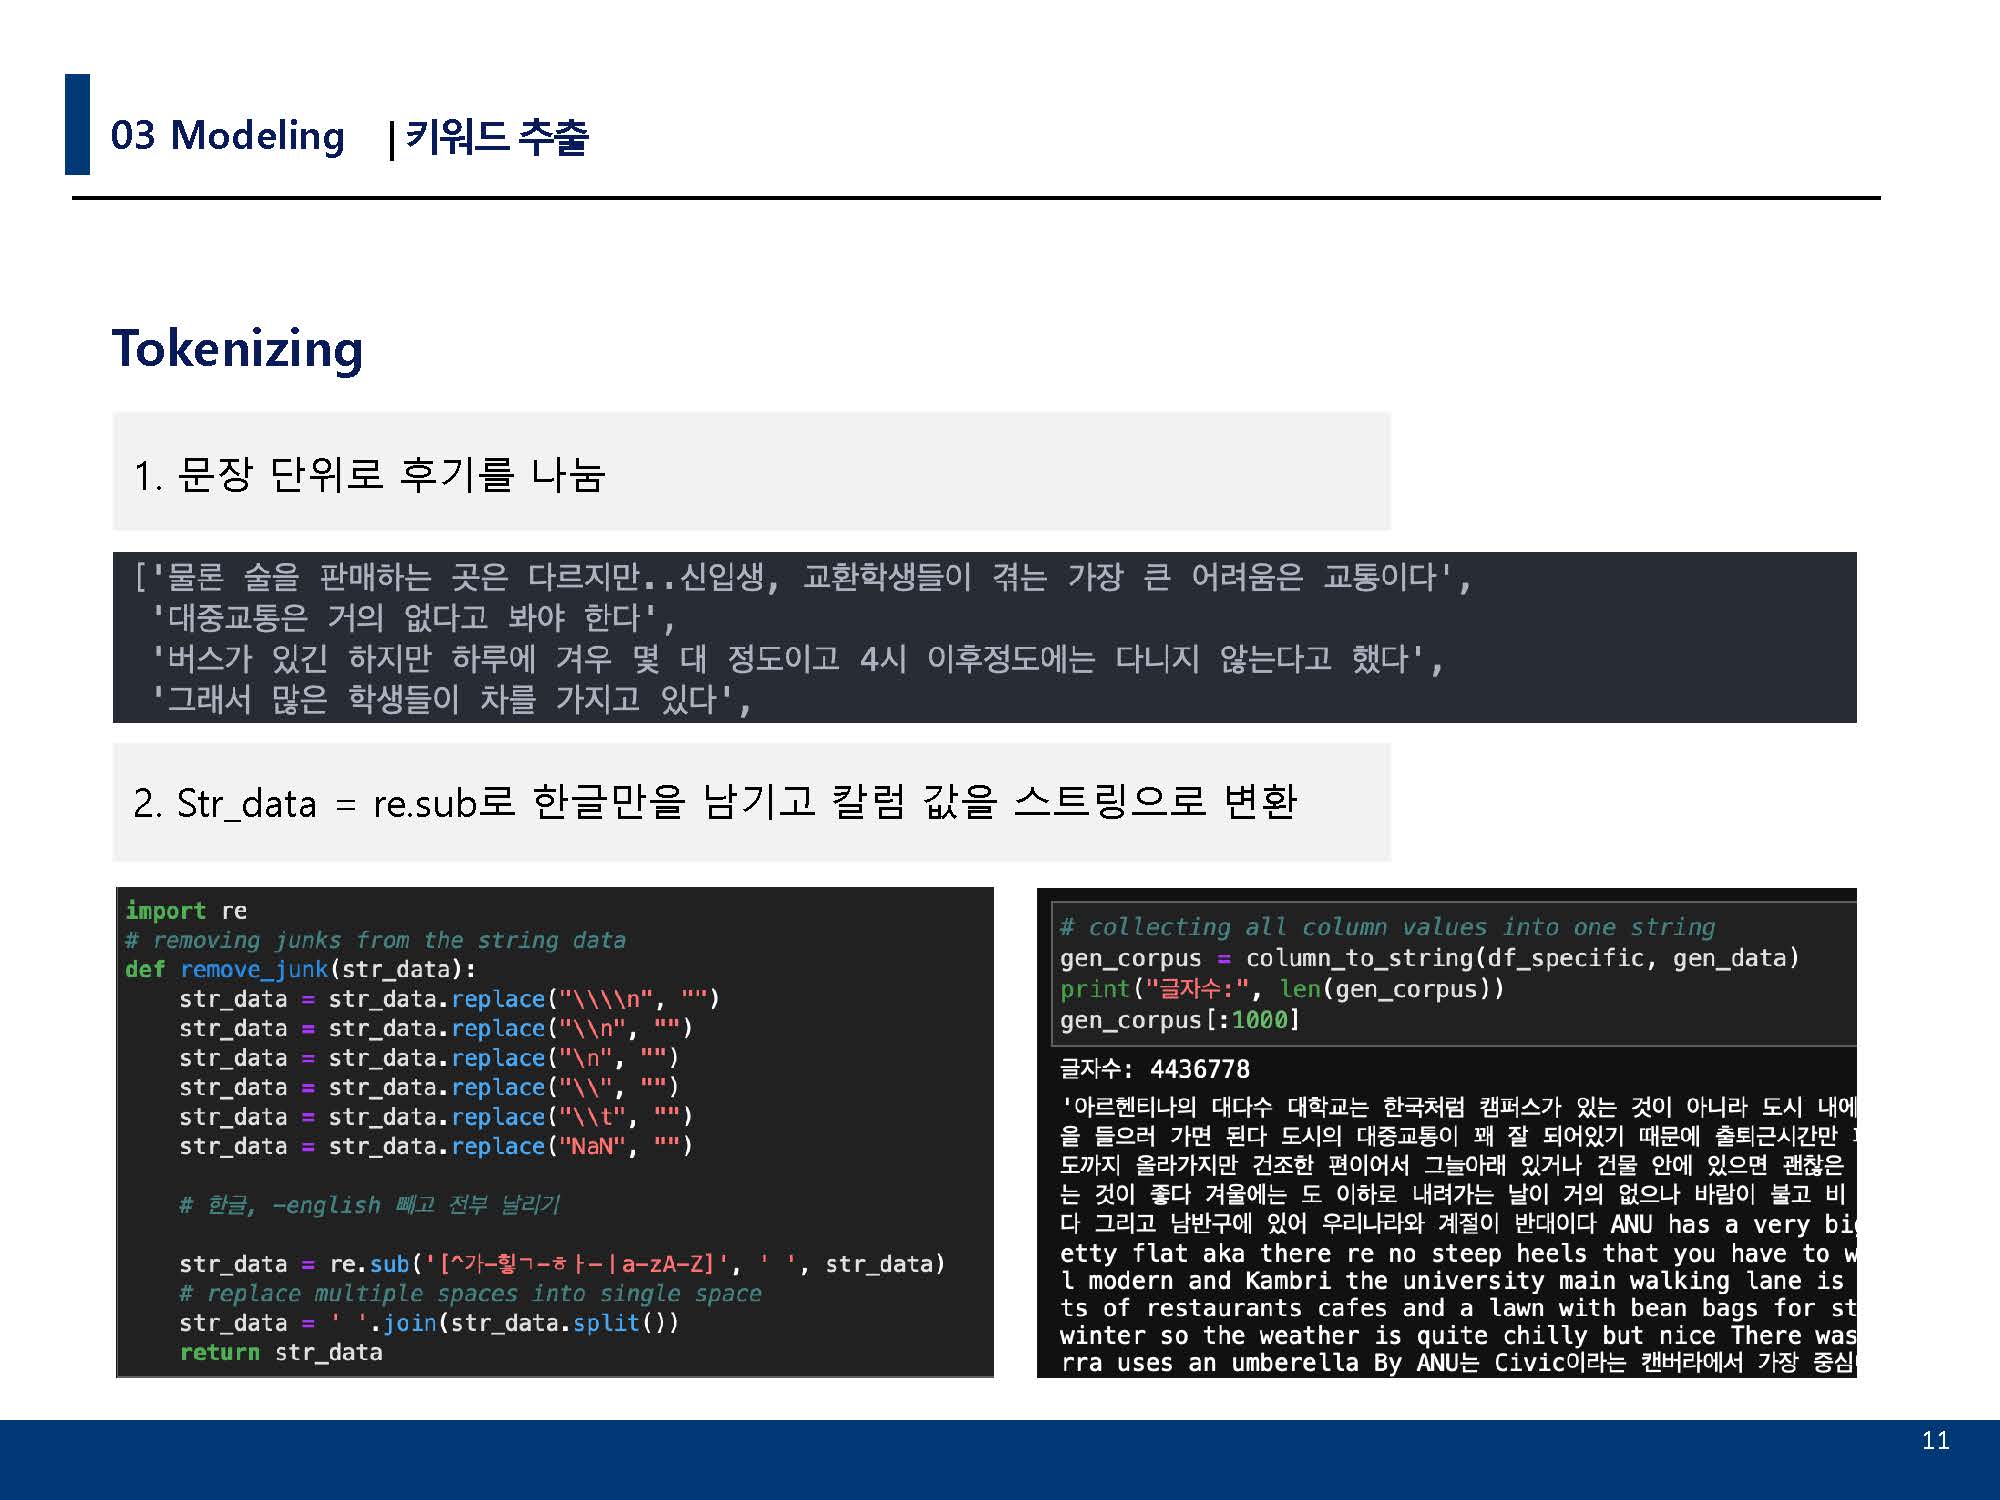 03 Modeling | 키워드 추출
Tokenizing
1. 문장 단위로 후기를 나눔
['물론 술을 판매하는 곳은 다르지만..신입생, 교환학생들이 겪는 가장 큰 어려움은 교통이다',
'대중교통은 거의 없다고 봐야 한다',
'버스가 있긴 하지만 하루에 겨우 몇 대 정도이고 4시 이후정도에는 다니지 않는다고 했다',
'그래서 많은 학생들이 차를 가지고 있다',
2. Str_data = re.sub로 한글만을 남기고 칼럼 값을 스트링으로 변환
import re
# removing junks from the string data
def remove_junk(str_data):
str_data = str_data.replace("\\\\n", "")
str_data = str_data.replace("\\n", "")
str_data = str_data.replace("\n", "")
str_data = str_data.replace("\\", "")
str_data = str_data.replace("\\t", "")
str_data = str_data.replace("NaN", "")
# 한글, -english 빼고 전부 날리기
str_data = re.sub('[^가-힣ㄱ-ㅎㅏ-ㅣa-zA-Z]', ' ', str_data)
# replace multiple spaces into single space
str_data = ' '.join(str_data.split())
return str_data
# collecting all column values into one string
gen_corpus = column_to_string(df_specific, gen_data)
print("글자수:", len(gen_corpus))
gen_corpus[:1000]
글자수: 4436778
'아르헨티나의 대다수 대학교는 한국처럼 캠퍼스가 있는 것이 아니라 도시 내에
을 들으러 가면 된다 도시의 대중교통이 꽤 잘 되어있기 때문에 출퇴근시간만
도까지 올라가지만 건조한 편이어서 그늘아래 있거나 건물 안에 있으면 괜찮은
는 것이 좋다 겨울에는 도 이하로 내려가는 날이 거의 없으나 바람이 불고 비
다 그리고 남반구에 있어 우리나라와 계절이 반대이다 ANU has a very big
etty flat aka there re no steep heels that you have to w
l modern and Kambri the university main walking lane is
ts of restaurants cafes and a lawn with bean bags for st
winter so the weather is quite chilly but nice There was
rra uses an umberella By ANU는 Civic이라는 캔버라에서 가장 중심
11